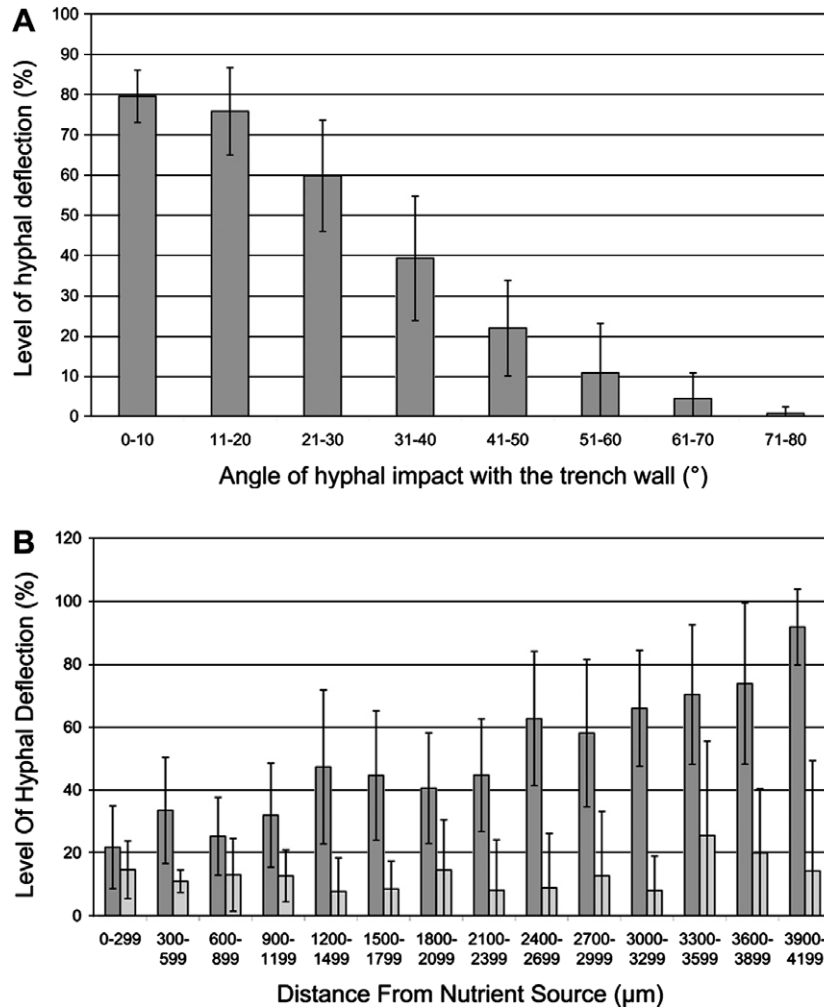 A
100
90
80
70
60
50
40
30
20
10
0
Level of hyphal deflection (%)
0-10 11-20 21-30 31-40 41-50 51-60 61-70 71-80
Angle of hyphal impact with the trench wall (°)
B
120
100
80
60
40
20
0
Level Of Hyphal Deflection (%)
0-299 300- 600- 900- 1200- 1500- 1800- 2100- 2400- 2700- 3000- 3300- 3600- 3900-
599 899 1199 1499 1799 2099 2399 2699 2999 3299 3599 3899 4199
Distance From Nutrient Source (µm)